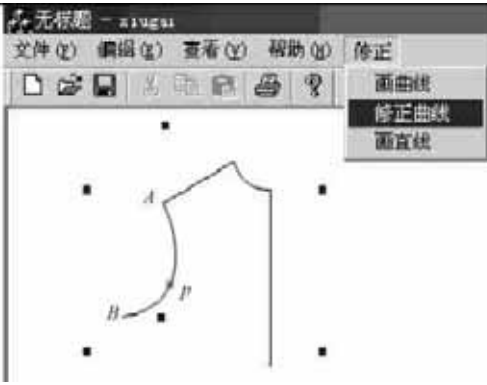 无标题 - xiugai
文件(F) 编辑(E) 查看(V) 帮助(H) 修正
画曲线
修正曲线
画直线
A
p
B